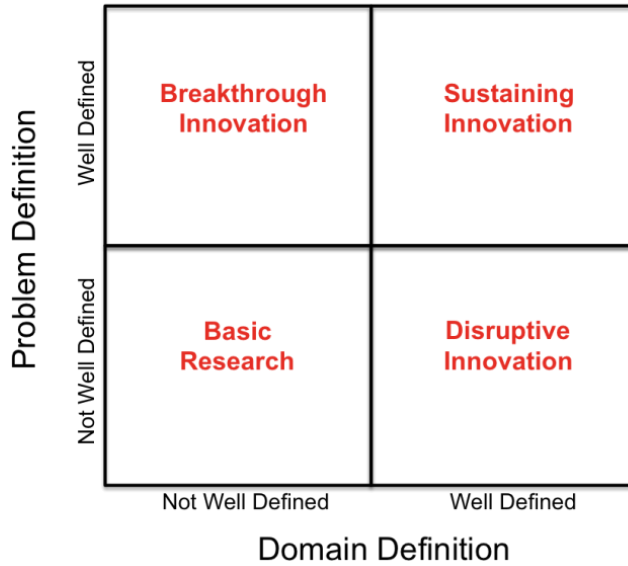 Problem Definition
Well Defined
Not Well Defined
Breakthrough
Innovation
Sustaining
Innovation
Basic
Research
Disruptive
Innovation
Not Well Defined
Well Defined
Domain Definition